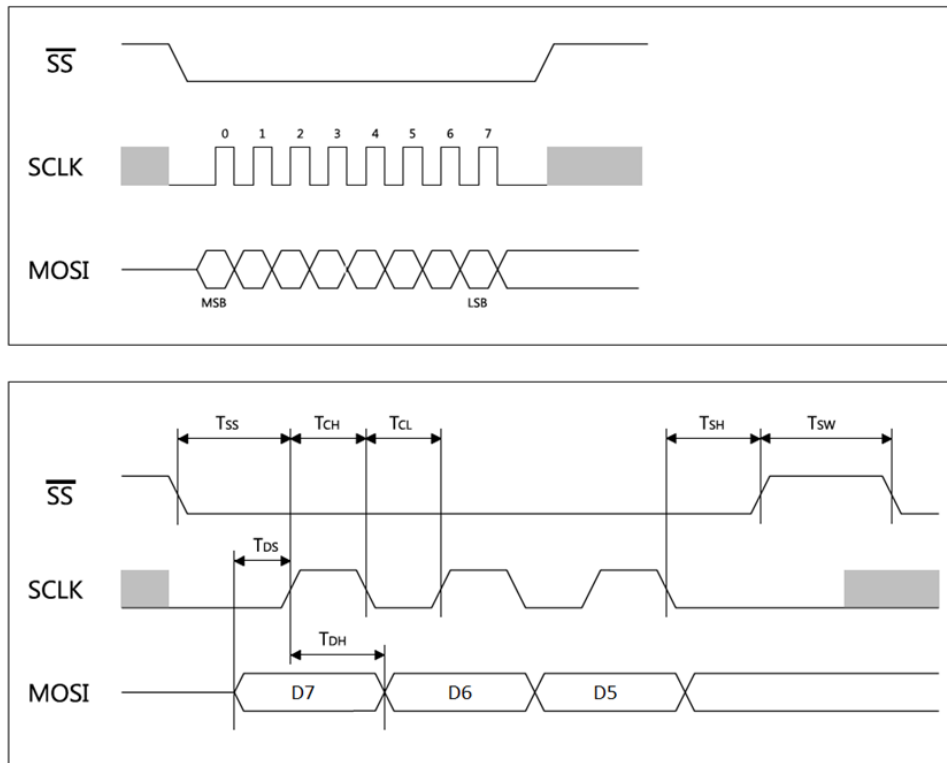 SS
0 1 2 3 4 5 6 7
SCLK
MOSI
MSB LSB
TSS TCH TCL TSH TSW
SS
TDS
SCLK
TDH
MOSI D7 D6 D5